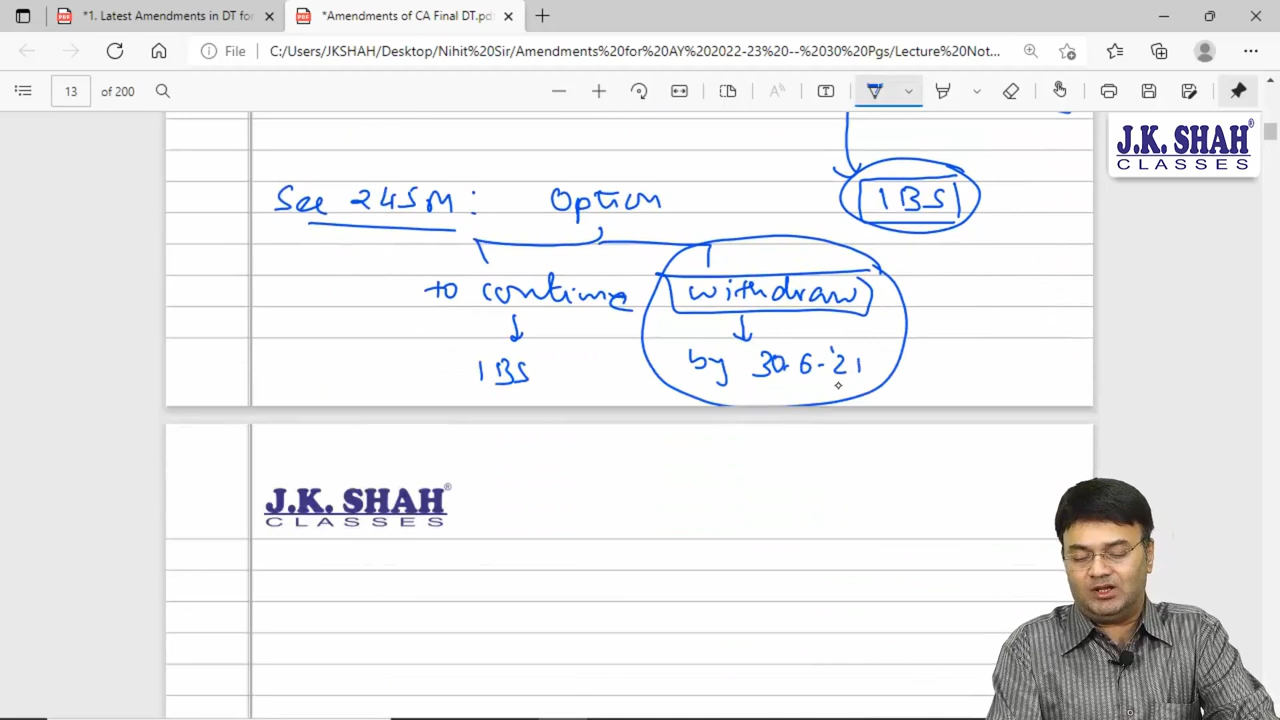 *1. Latest Amendments in DT for
*Amendments of CA Final DT.pd
File
C:/Users/JKSHAH/Desktop/Nihit%20Sir/Amendments%20for%20AY%202022-23%20--%2030%20Pgs/Lecture%20Not...
13 of 200
J.K. SHAH®
CLASSES
Sec 245M : Option
IBS
to continue
withdraw
IBS
by 30.6.'21
J.K. SHAH®
CLASSES